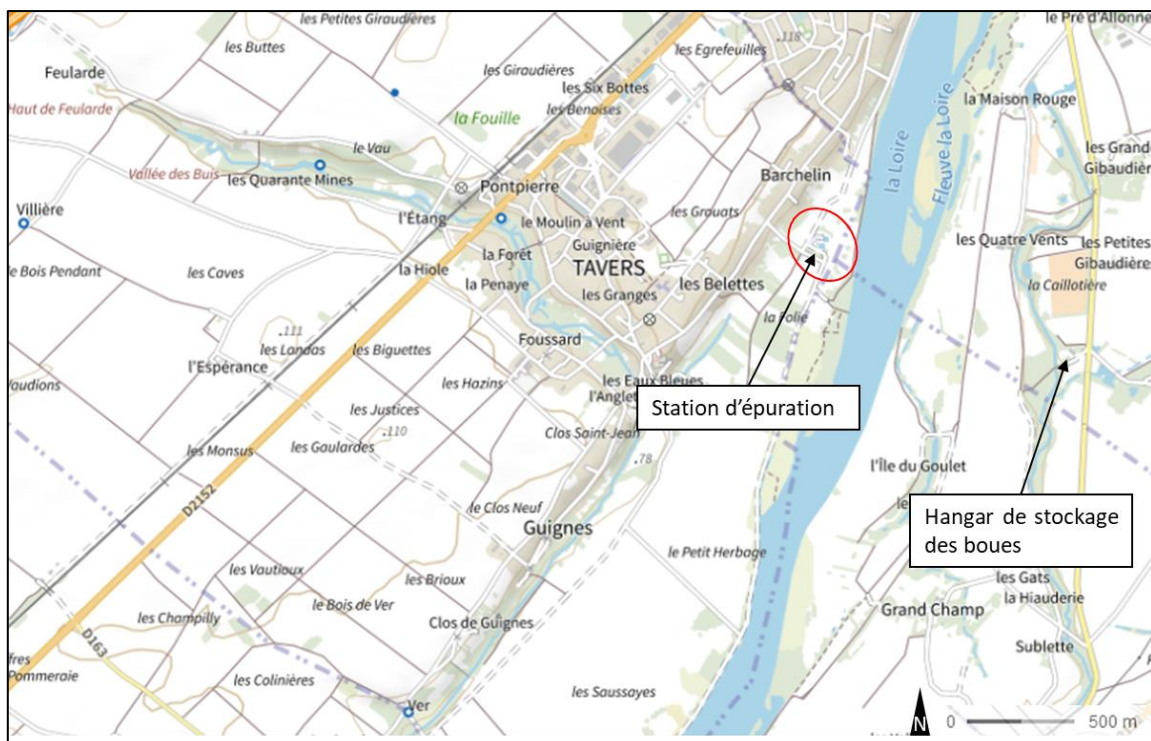 les Petites Giraudières
le Pré d'Allonne
.118
les Buttes
les Egrefeuilles
Feularde
les Giraudières
les Six Bottes
les Benoises
la Maison Rouge
Haut de Feularde
la Fouille
la Loire
Fleuve la Loire
le Vau
les Grande
Gibaudière
Vallée des Buis
les Quarante Mines
Pontpierre
Barchelin
Villière
l'Étang
le Moulin à Vent
les Grouats
Guignière
les Quatre Vents
les Petites
Gibaudières
le Bois Pendant
les Caves
la Hiole
la Forêt
TAVERS
la Penaye
les Granges
les Belettes
la Caillotière
la Folie
.111
les Landas
les Biguettes
Foussard
l'Espérance
Vaudions
les Hazins
les Eaux Bleues
l'Anglet
Station d'épuration
les Justices
.110
les Goulardes
Clos Saint-Jean
les Monsus
.78
l'Île du Goulet
le
D2152
le Clos Neuf
Hangar de stockage
des boues
Guignes
le Petit Herbage
les Vautioux
les Brioux
les Gats
la Hiauderie
le Bois de Ver
Grand Champ
les Champilly
Clos de Guignes
D163
Sublette
fres
Pommeraie
les Colinières
les Saussayes
Ver
N
0
500 m